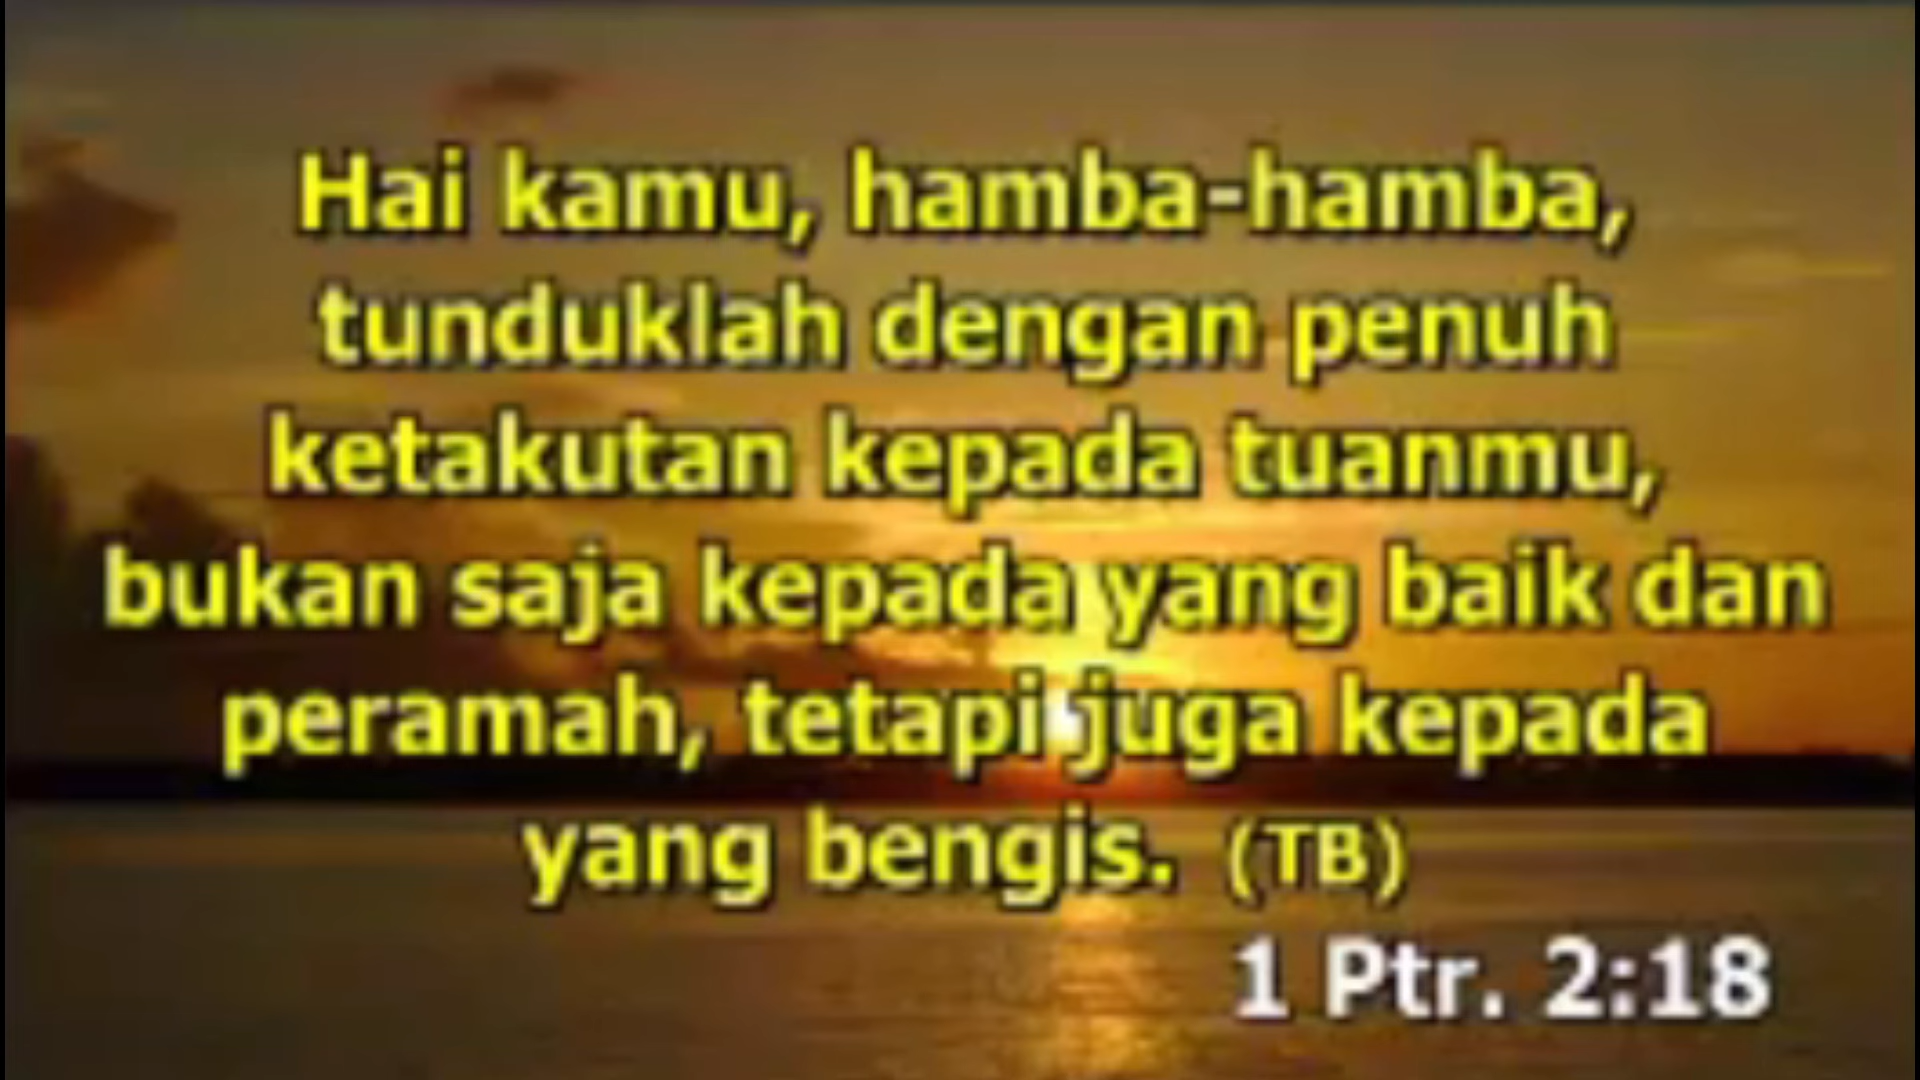 Hai kamu, hamba-hamba,
tunduklah dengan penuh
ketakutan kepada tuanmu,
bukan saja kepada yang baik dan
peramah, tetapi juga kepada
yang bengis. (TB)
1 Ptr. 2:18